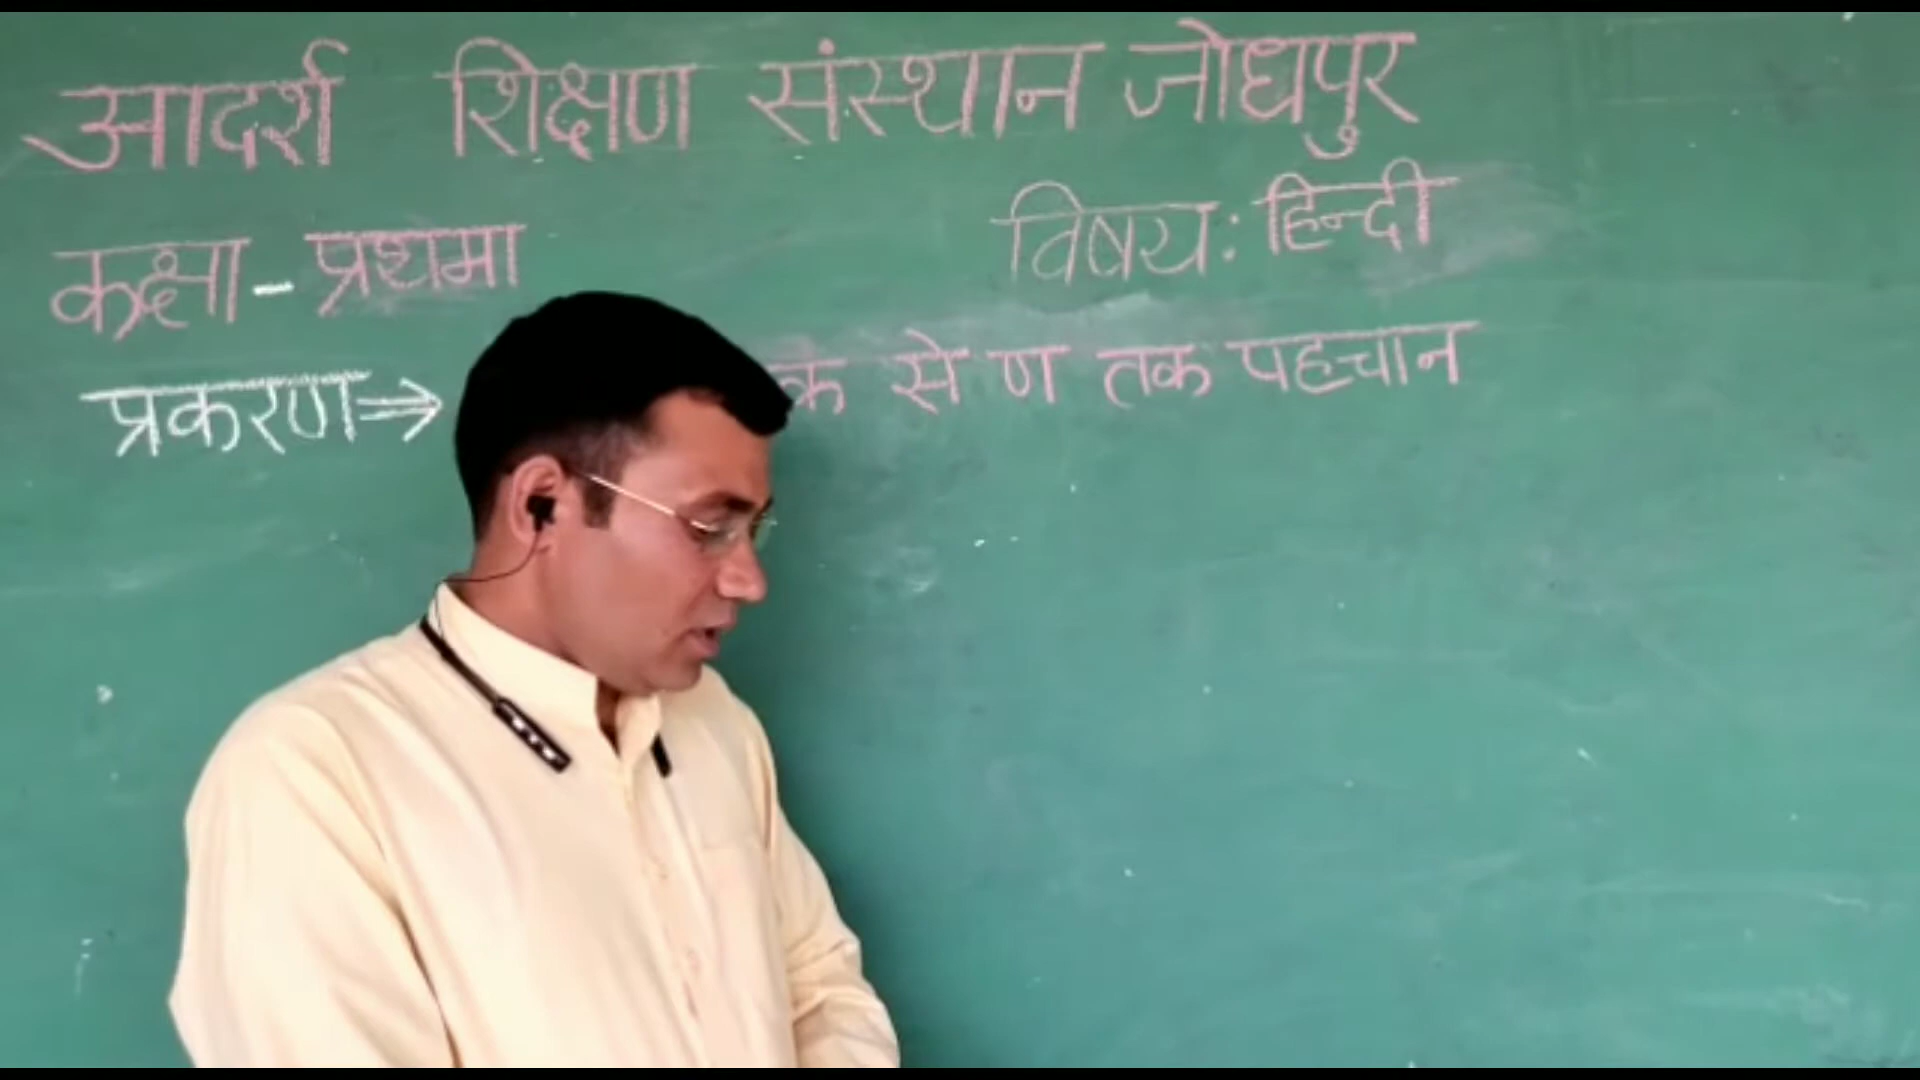 आदर्श शिक्षण संस्थान जोधपुर
कक्षा - प्रथमा विषय: हिन्दी
प्रकरण⇒ क से ण तक पहचान